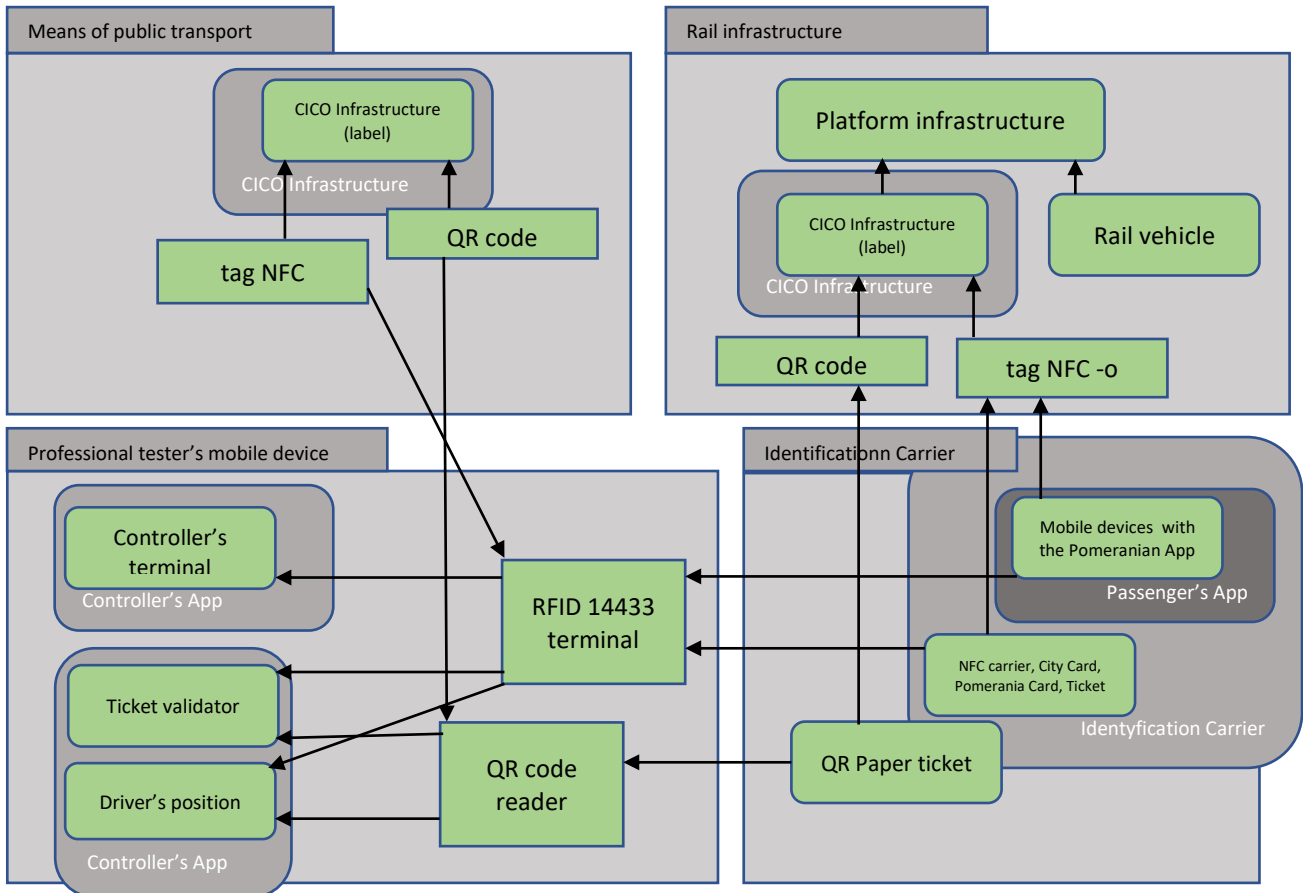 Means of public transport
CICO Infrastructure
(label)
CICO Infrastructure
QR code
tag NFC
Rail infrastructure
Platform infrastructure
CICO Infrastructure
(label)
CICO Infrastructure
Rail vehicle
QR code
tag NFC -o
Professional tester's mobile device
Controller's
terminal
Controller's App
RFID 14433
terminal
Ticket validator
Driver's position
Controller's App
QR code
reader
Identificationn Carrier
Mobile devices with
the Pomeranian App
Passenger's App
NFC carrier, City Card,
Pomerania Card, Ticket
Identyfication Carrier
QR Paper ticket